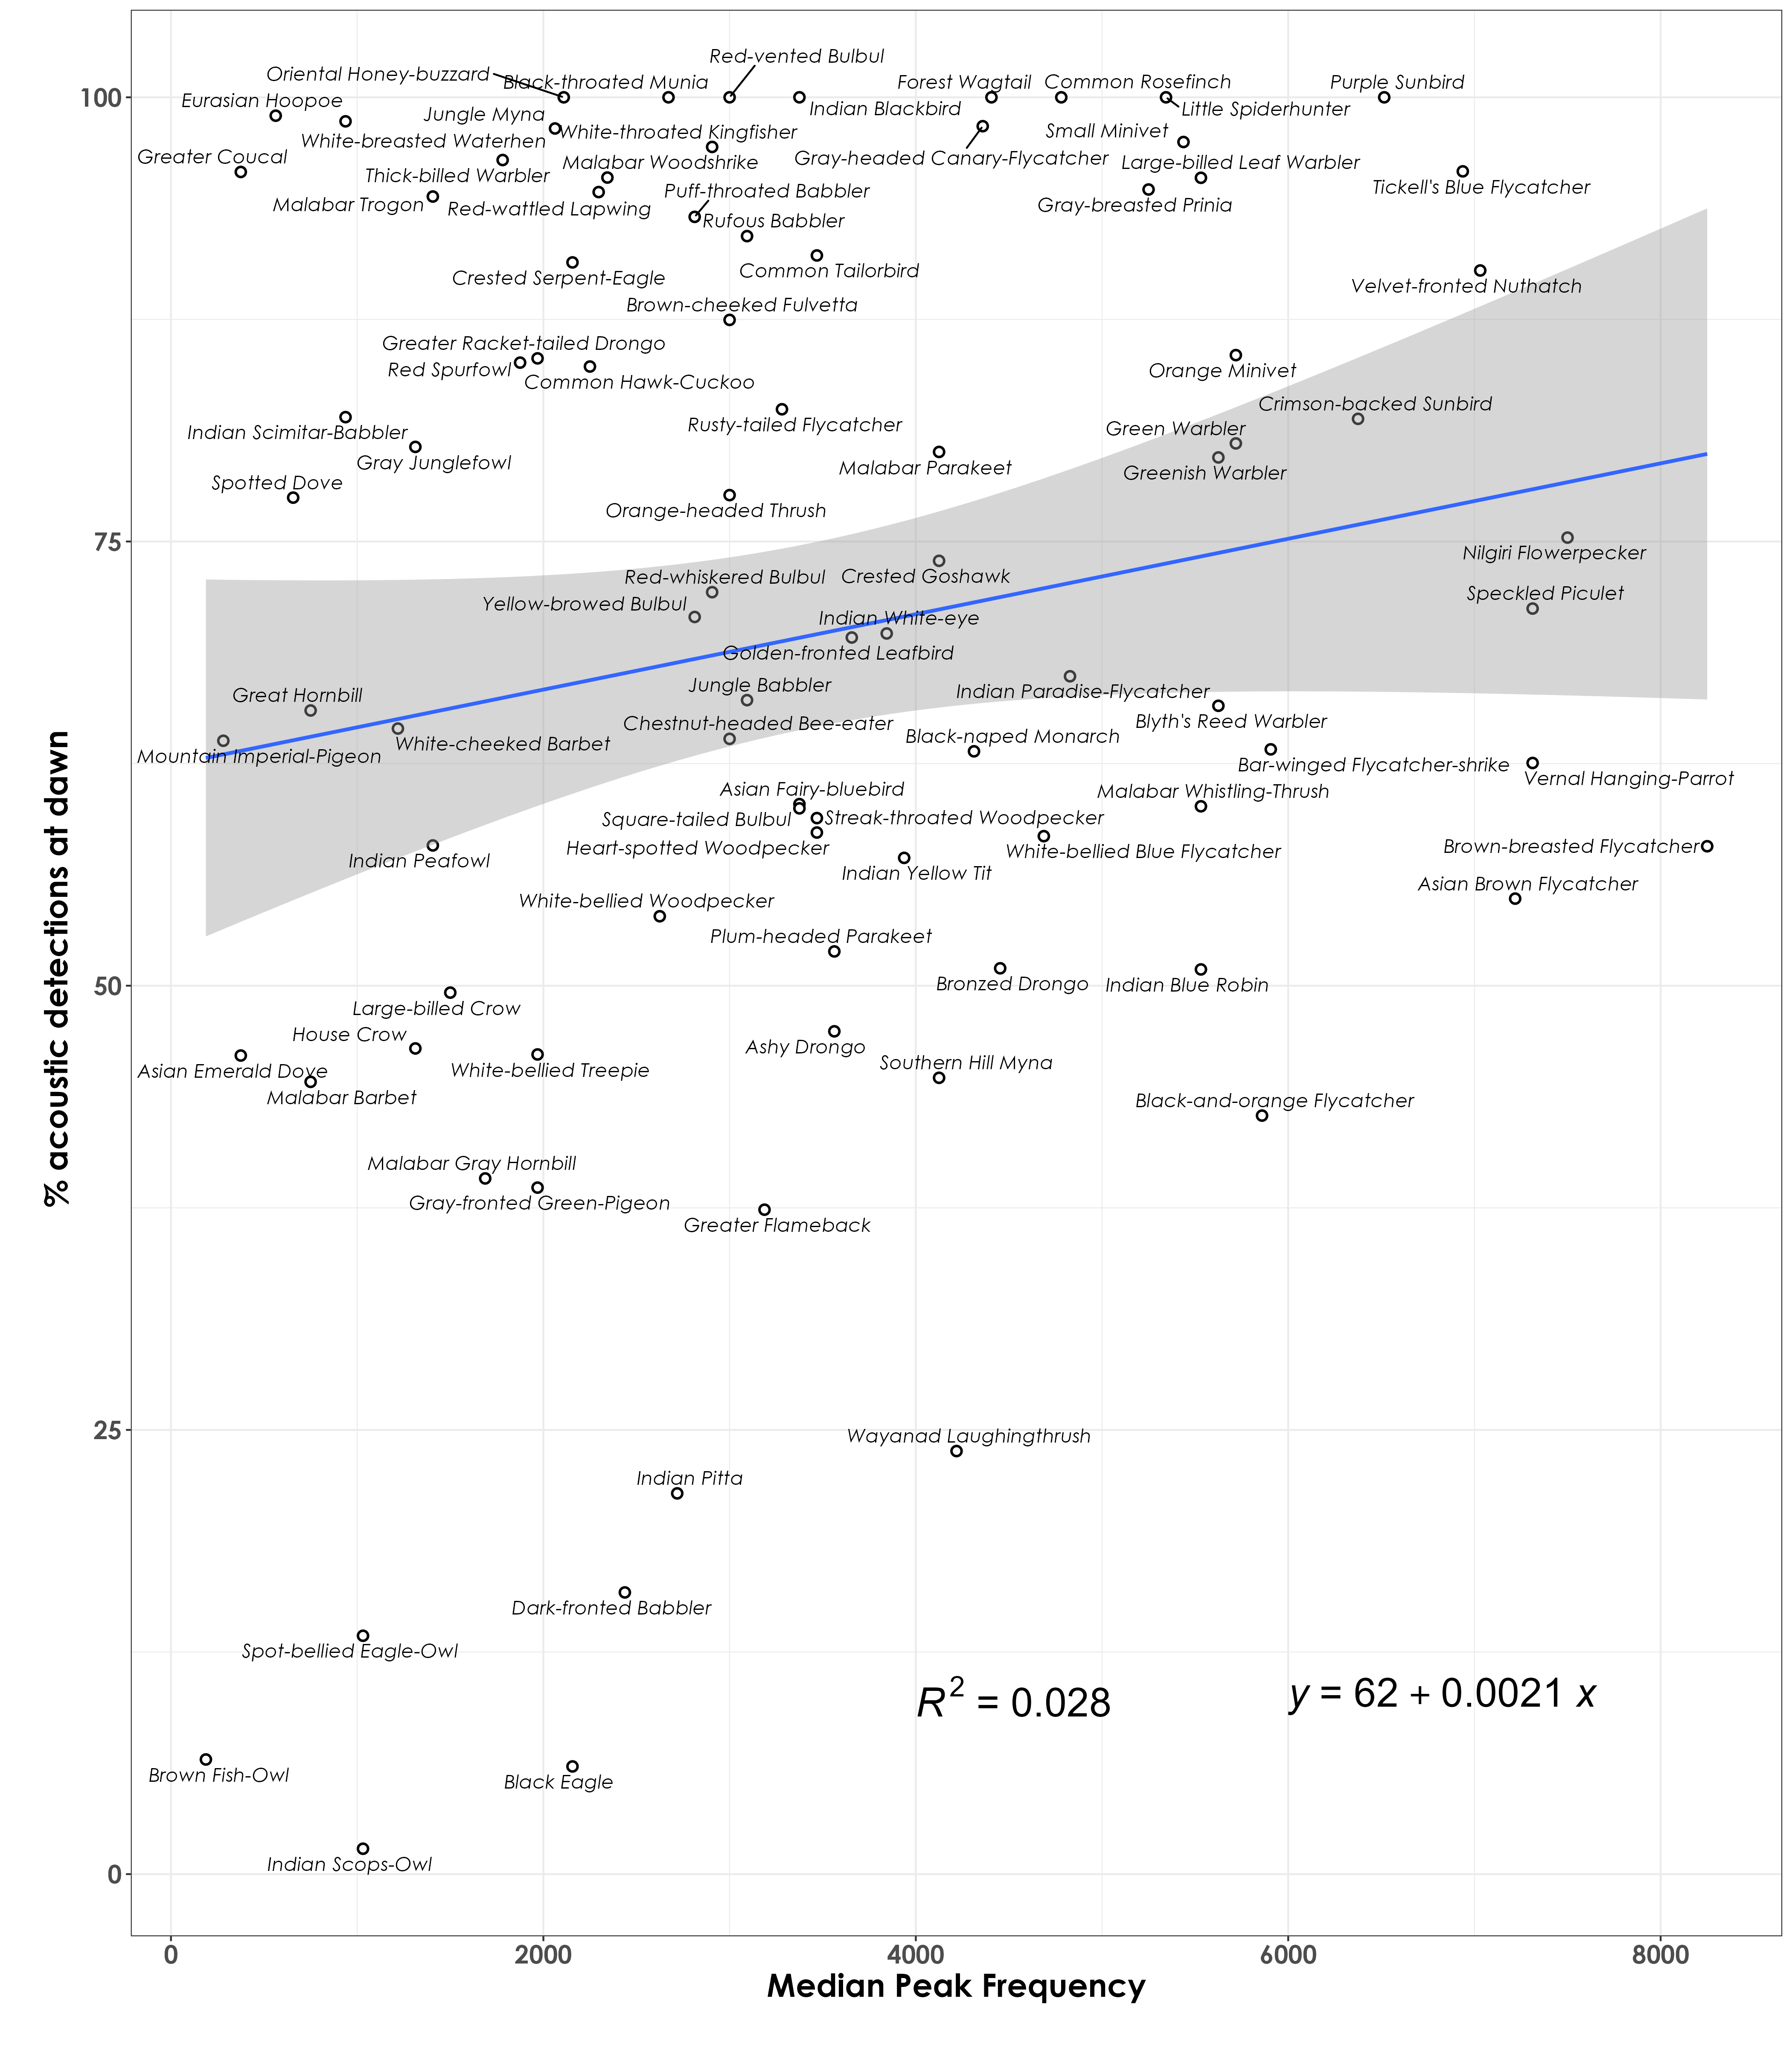 Red-vented Bulbul
Oriental Honey-buzzard
Black-throated Munia
Forest Wagtail
Common Rosefinch
Purple Sunbird
100
Eurasian Hoopoe
Jungle Myna
Indian Blackbird
Little Spiderhunter
White-throated Kingfisher
Small Minivet
White-breasted Waterhen
Greater Coucal
Malabar Woodshrike
Gray-headed Canary-Flycatcher
Large-billed Leaf Warbler
Thick-billed Warbler
Puff-throated Babbler
Tickell's Blue Flycatcher
Malabar Trogon
Red-wattled Lapwing
Gray-breasted Prinia
Rufous Babbler
Common Tailorbird
Crested Serpent-Eagle
Velvet-fronted Nuthatch
Brown-cheeked Fulvetta
Greater Racket-tailed Drongo
Red Spurfowl
Orange Minivet
Common Hawk-Cuckoo
Crimson-backed Sunbird
Rusty-tailed Flycatcher
Green Warbler
Indian Scimitar-Babbler
Gray Junglefowl
Malabar Parakeet
Greenish Warbler
Spotted Dove
Orange-headed Thrush
75
Nilgiri Flowerpecker
Red-whiskered Bulbul
Crested Goshawk
Speckled Piculet
Yellow-browed Bulbul
Indian White-eye
Golden-fronted Leafbird
Jungle Babbler
Indian Paradise-Flycatcher
Great Hornbill
Chestnut-headed Bee-eater
Blyth's Reed Warbler
Black-naped Monarch
White-cheeked Barbet
Mountain Imperial-Pigeon
Bar-winged Flycatcher-shrike
Vernal Hanging-Parrot
Asian Fairy-bluebird
Malabar Whistling-Thrush
Square-tailed Bulbul
Streak-throated Woodpecker
Heart-spotted Woodpecker
White-bellied Blue Flycatcher
Brown-breasted Flycatcher
Indian Peafowl
Indian Yellow Tit
Asian Brown Flycatcher
White-bellied Woodpecker
Plum-headed Parakeet
50
Bronzed Drongo
Indian Blue Robin
Large-billed Crow
House Crow
Ashy Drongo
Southern Hill Myna
Asian Emerald Dove
White-bellied Treepie
Malabar Barbet
Black-and-orange Flycatcher
Malabar Gray Hornbill
Gray-fronted Green-Pigeon
Greater Flameback
% acoustic detections at dawn
25
Wayanad Laughingthrush
Indian Pitta
Dark-fronted Babbler
Spot-bellied Eagle-Owl
R² = 0.028
y = 62 + 0.0021 x
Brown Fish-Owl
Black Eagle
Indian Scops-Owl
0
0 2000 4000 6000 8000
Median Peak Frequency